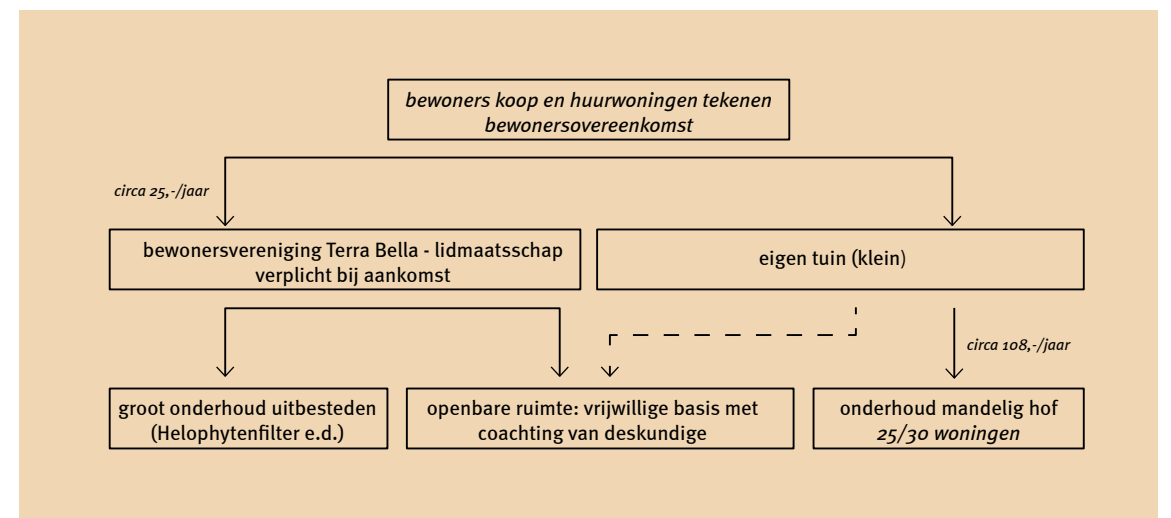 bewoners koop en huurwoningen tekenen
bewonersovereenkomst
circa 25,-/jaar
bewonersvereniging Terra Bella - lidmaatsschap
verplicht bij aankomst
eigen tuin (klein)
circa 108,-/jaar
groot onderhoud uitbesteden
(Helophytenfilter e.d.)
openbare ruimte: vrijwillige basis met
coachting van deskundige
onderhoud mandelig hof
25/30 woningen